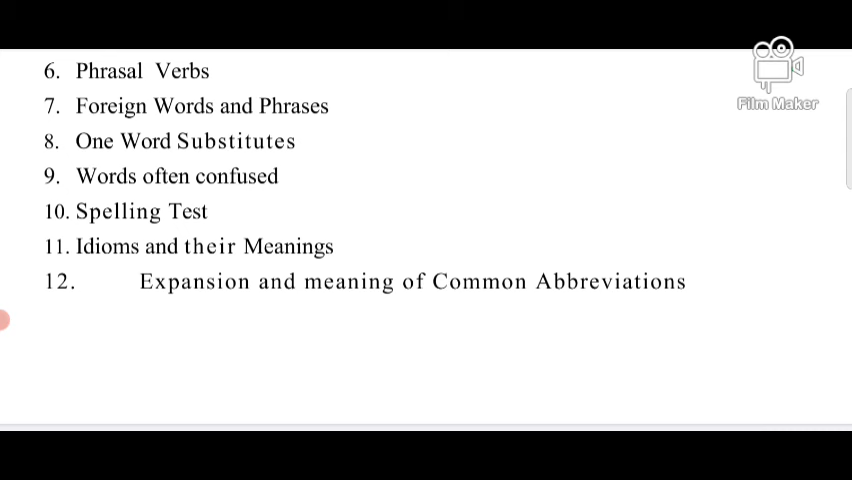 6. Phrasal Verbs
Film Maker
7. Foreign Words and Phrases
8. One Word Substitutes
9. Words often confused
10. Spelling Test
11. Idioms and their Meanings
12. Expansion and meaning of Common Abbreviations